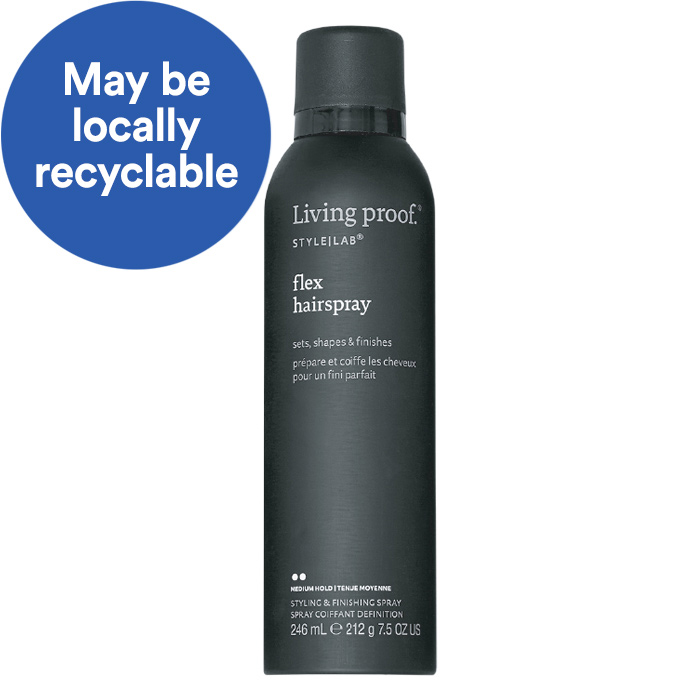 May be
locally
recyclable
Living proof.®
STYLE|LAB®
flex
hairspray
sets, shapes & finishes
prépare et coiffe les cheveux
pour un fini parfait
MEDIUM HOLD | TENUE MOYENNE
STYLING & FINISHING SPRAY
SPRAY COIFFANT DEFINITION
246 mL ℮ 212 g 7.5 OZ US